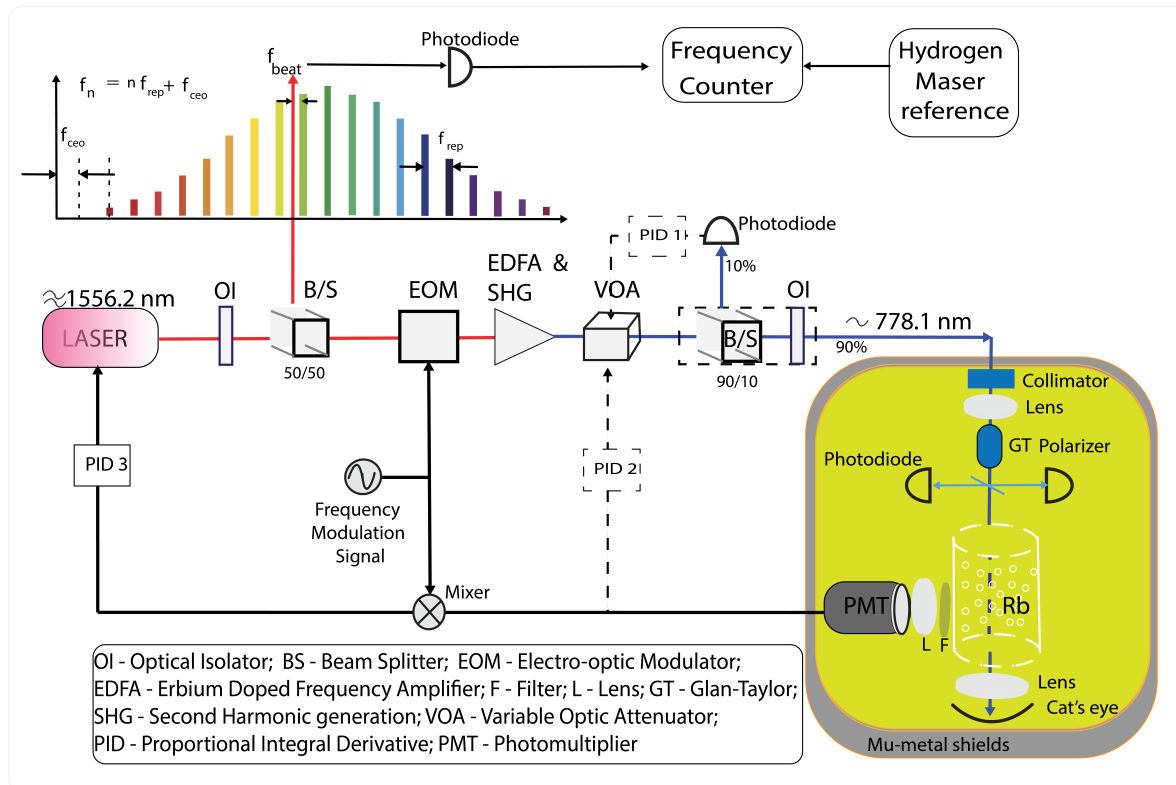 Photodiode
f beat
Frequency
Counter
Hydrogen
Maser
reference
f n = n f rep + f ceo
f ceo
f rep
PID 1
Photodiode
10%
≈1556.2 nm
OI
B/S
EOM
EDFA &
SHG
VOA
OI
~ 778.1 nm
LASER
B/S
90%
50/50
90/10
Collimator
Lens
GT Polarizer
PID 3
PID 2
Photodiode
Frequency
Modulation
Signal
Mixer
PMT
Rb
L F
Lens
Cat's eye
Mu-metal shields
OI - Optical Isolator; BS - Beam Splitter; EOM - Electro-optic Modulator;
EDFA - Erbium Doped Frequency Amplifier; F - Filter; L - Lens; GT - Glan-Taylor;
SHG - Second Harmonic generation; VOA - Variable Optic Attenuator;
PID - Proportional Integral Derivative; PMT - Photomultiplier